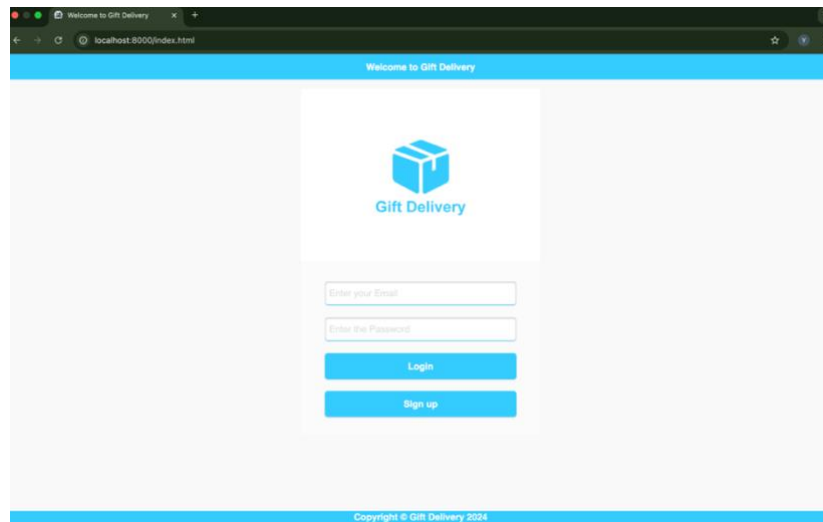 Welcome to Gift Delivery
localhost:8000/index.html
Welcome to Gift Delivery
Gift Delivery
Enter your Email
Enter the Password
Login
Sign up
Copyright © Gift Delivery 2024